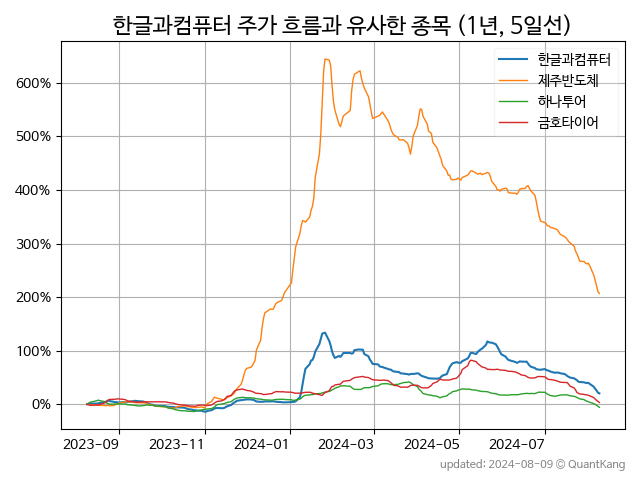 한글과컴퓨터 주가 흐름과 유사한 종목 (1년, 5일선)
한글과컴퓨터
제주반도체
하나투어
금호타이어
600%
500%
400%
300%
200%
100%
0%
2023-09 2023-11 2024-01 2024-03 2024-05 2024-07
updated: 2024-08-09 © QuantKang